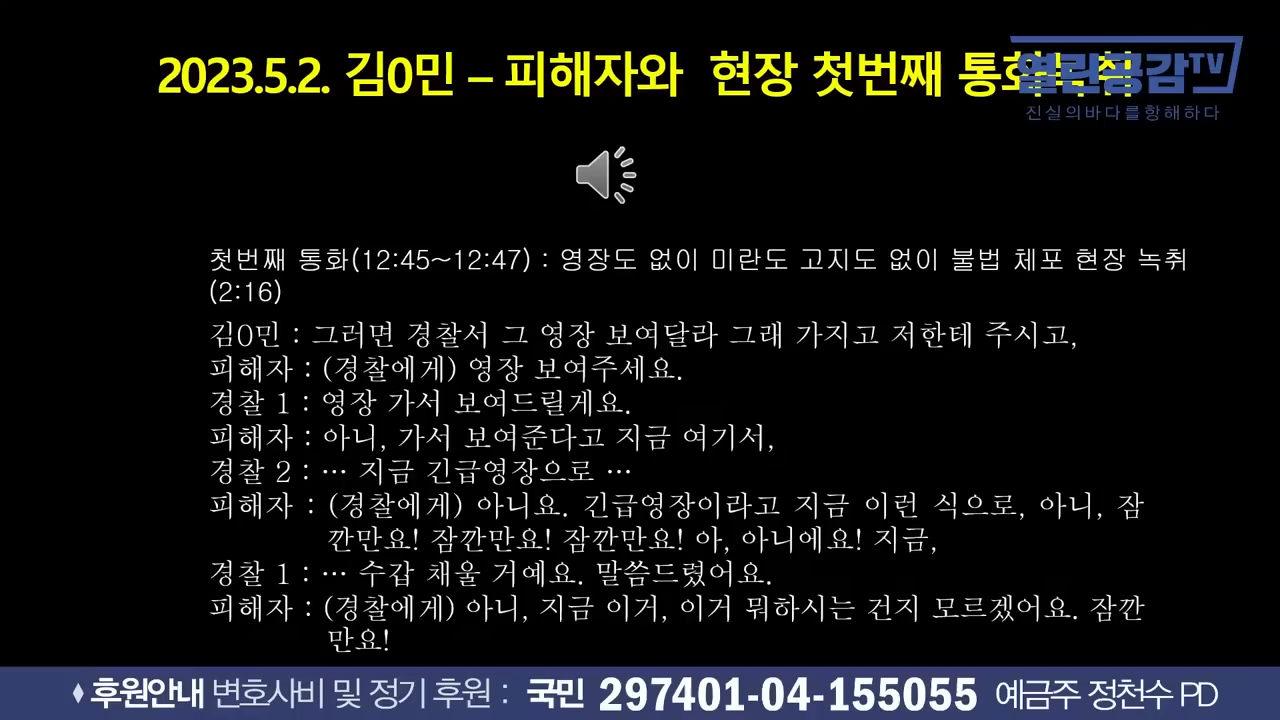 2023.5.2. 김0민 – 피해자와 현장 첫번째 통화
열린공감TV
진실의바다를항해하다
첫번째 통화(12:45~12:47) : 영장도 없이 미란도 고지도 없이 불법 체포 현장 녹취
(2:16)
김0민 : 그러면 경찰서 그 영장 보여달라 그래 가지고 저한테 주시고,
피해자 : (경찰에게) 영장 보여주세요.
경찰 1 : 영장 가서 보여드릴게요.
피해자 : 아니, 가서 보여준다고 지금 여기서,
경찰 2 : … 지금 긴급영장으로 …
피해자 : (경찰에게) 아니요. 긴급영장이라고 지금 이런 식으로, 아니, 잠
깐만요! 잠깐만요! 잠깐만요! 아, 아니에요! 지금,
경찰 1 : … 수갑 채울 거예요. 말씀드렸어요.
피해자 : (경찰에게) 아니, 지금 이거, 이거 뭐하시는 건지 모르겠어요. 잠깐
만요!
♦ 후원안내 변호사비 및 정기 후원 : 국민 297401-04-155055 예금주 정천수 PD